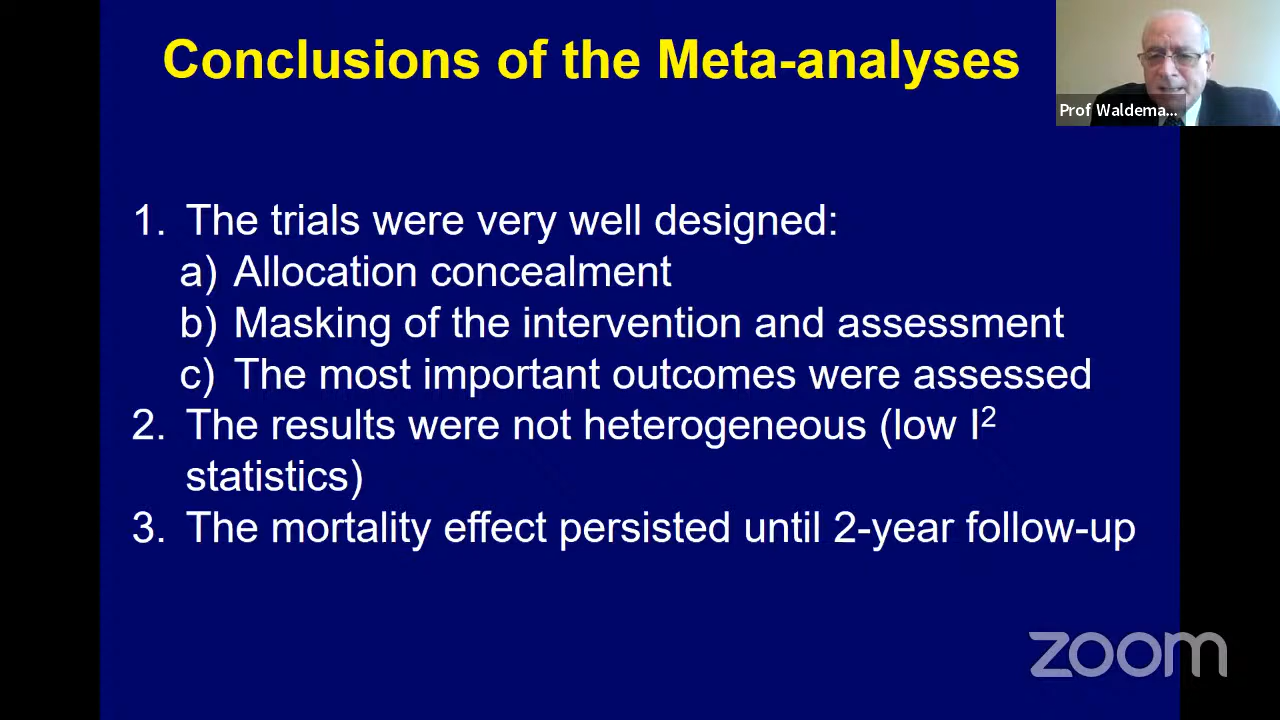 Conclusions of the Meta-analyses
Prof Waldema...
1. The trials were very well designed:
a) Allocation concealment
b) Masking of the intervention and assessment
c) The most important outcomes were assessed
2. The results were not heterogeneous (low I²
statistics)
3. The mortality effect persisted until 2-year follow-up
zoom